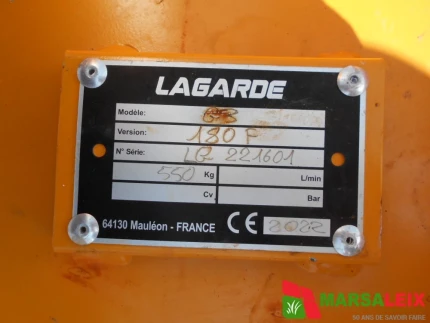 LAGARDE
Modèle:
Version: 180 F
N° Série: LG 221601
550 Kg L/min
Cv Bar
64130 Mauléon - FRANCE CE 2022
MARSALEIX
50 ANS DE SAVOIR FAIRE